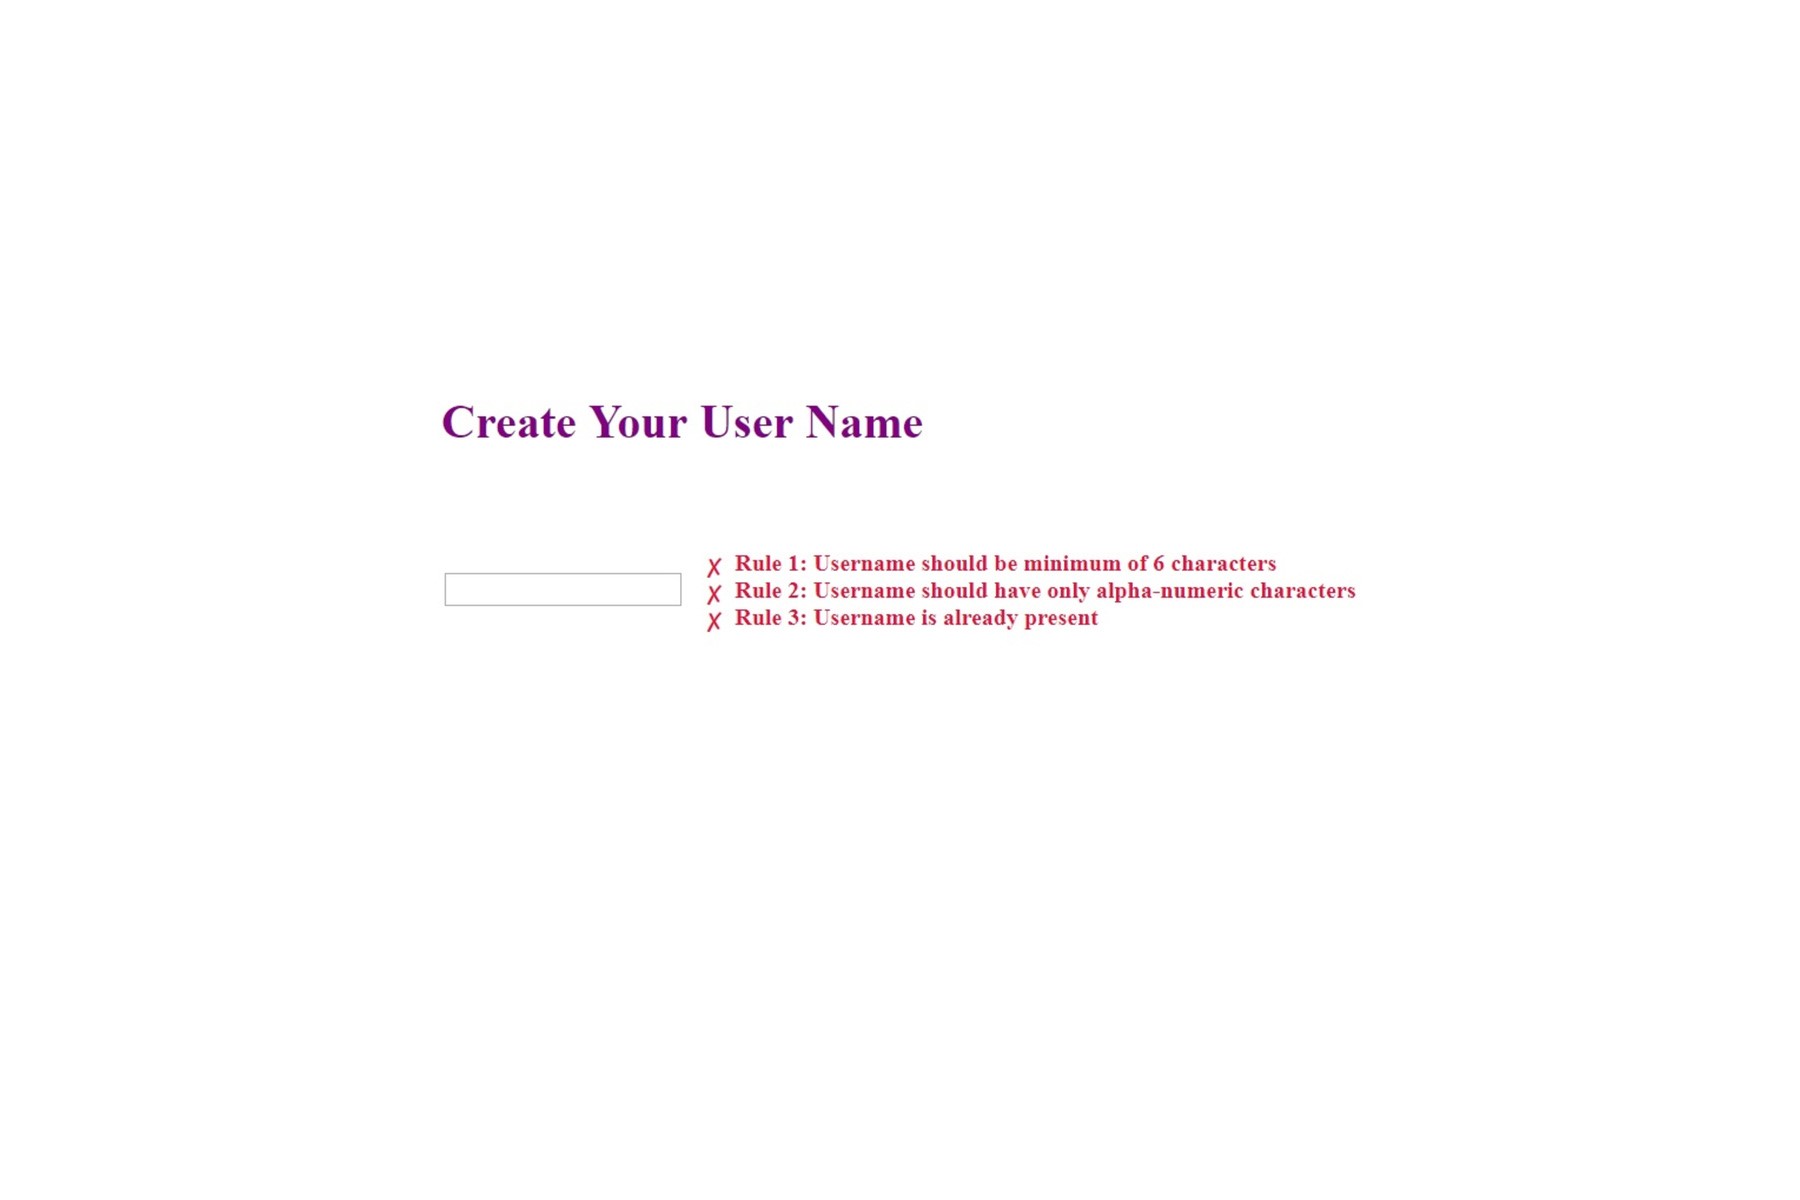 Create Your User Name
✗ Rule 1: Username should be minimum of 6 characters
✗ Rule 2: Username should have only alpha-numeric characters
✗ Rule 3: Username is already present